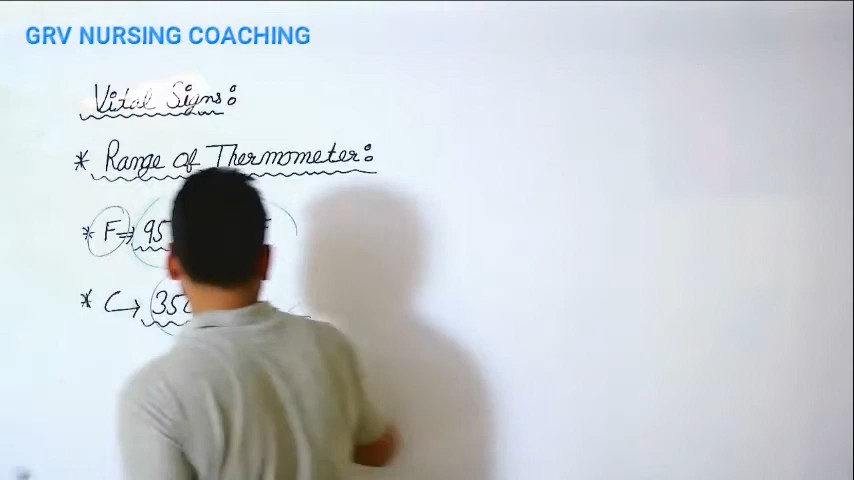 GRV NURSING COACHING
Vital Signs:
* Range of Thermometer:
* F⇒ 95
* C→ 35